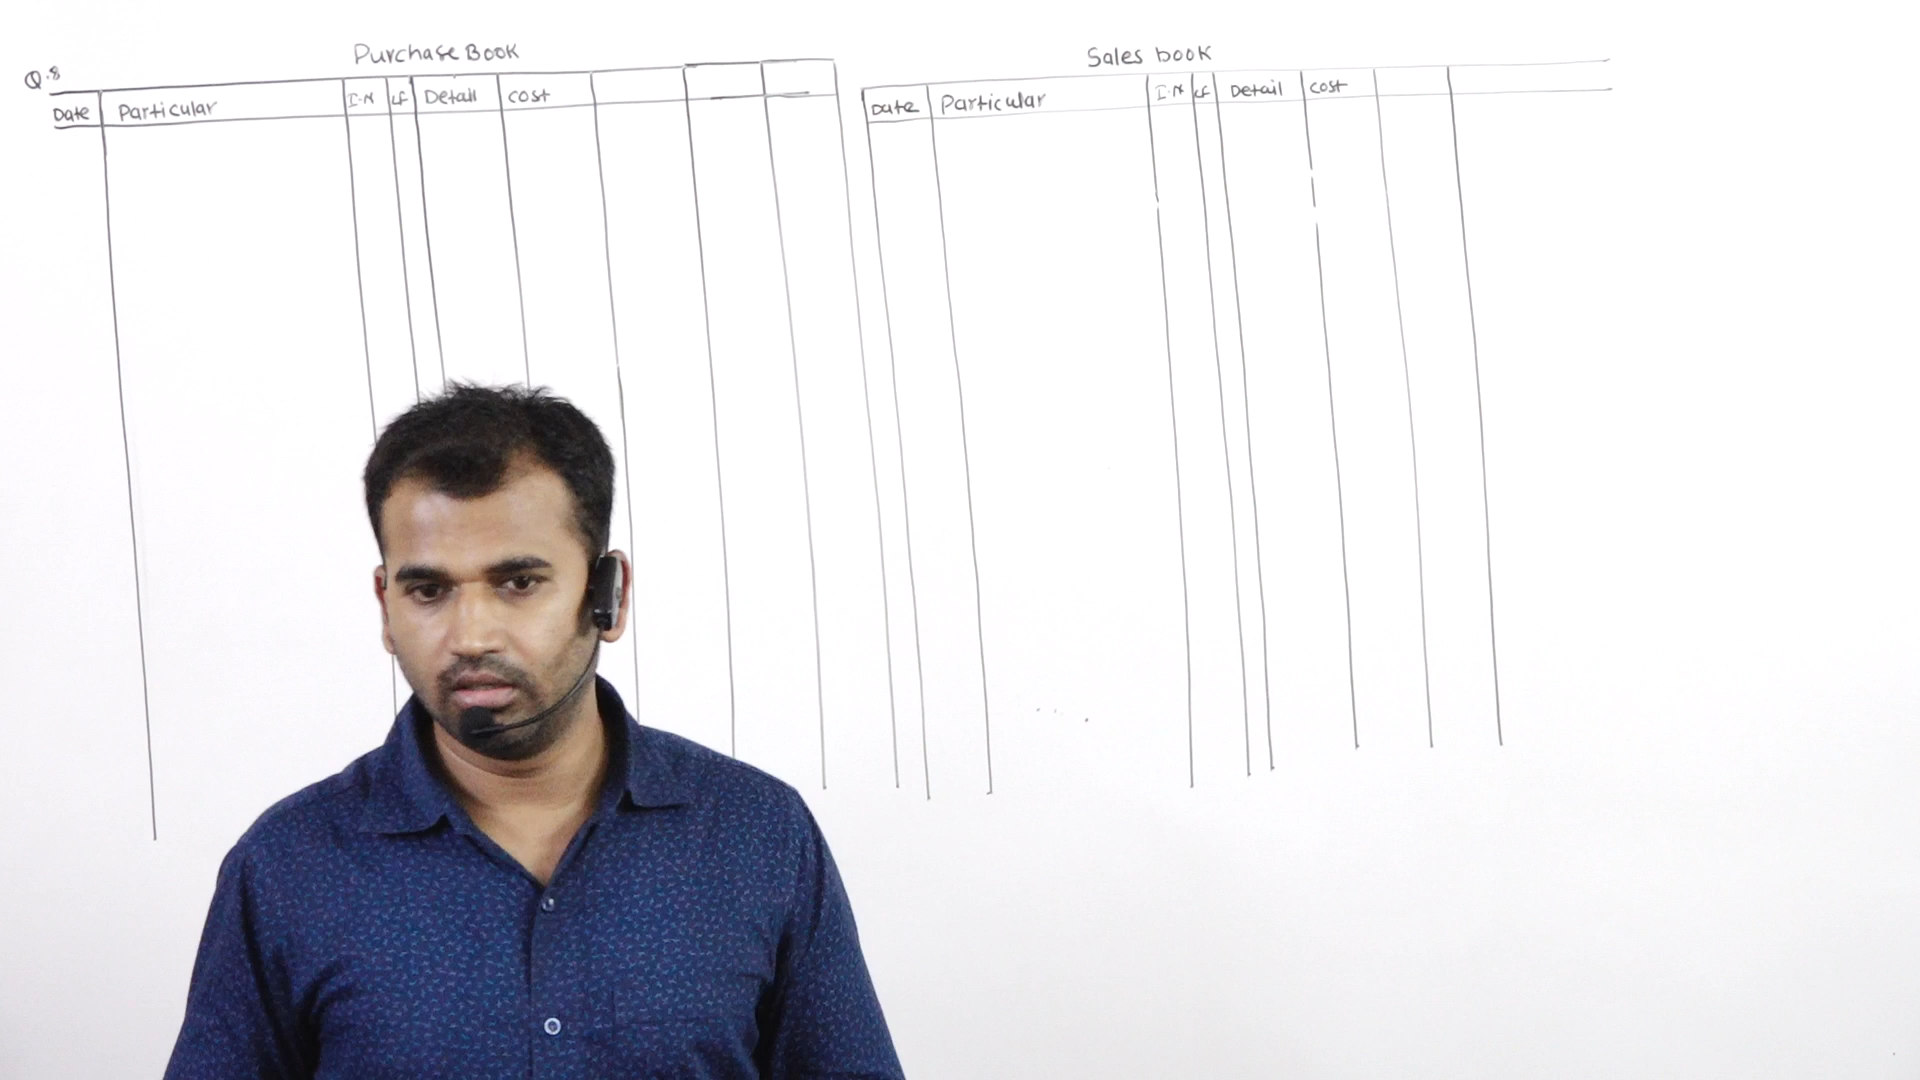 Q.8
Purchase Book
Date Particular I.N LF Detail cost
Sales book
Date Particular I.N LF Detail cost